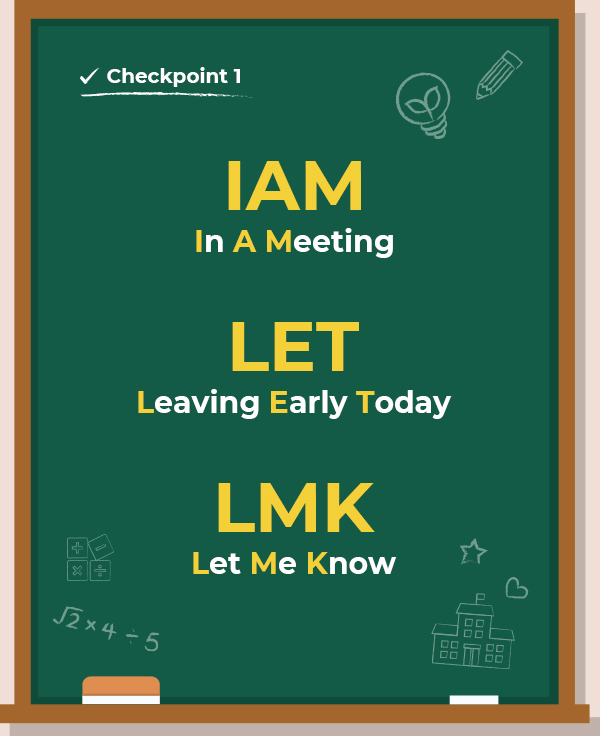 ✓ Checkpoint 1
IAM
In A Meeting
LET
Leaving Early Today
LMK
Let Me Know
+ −
× ÷
√2 × 4 ÷ 5